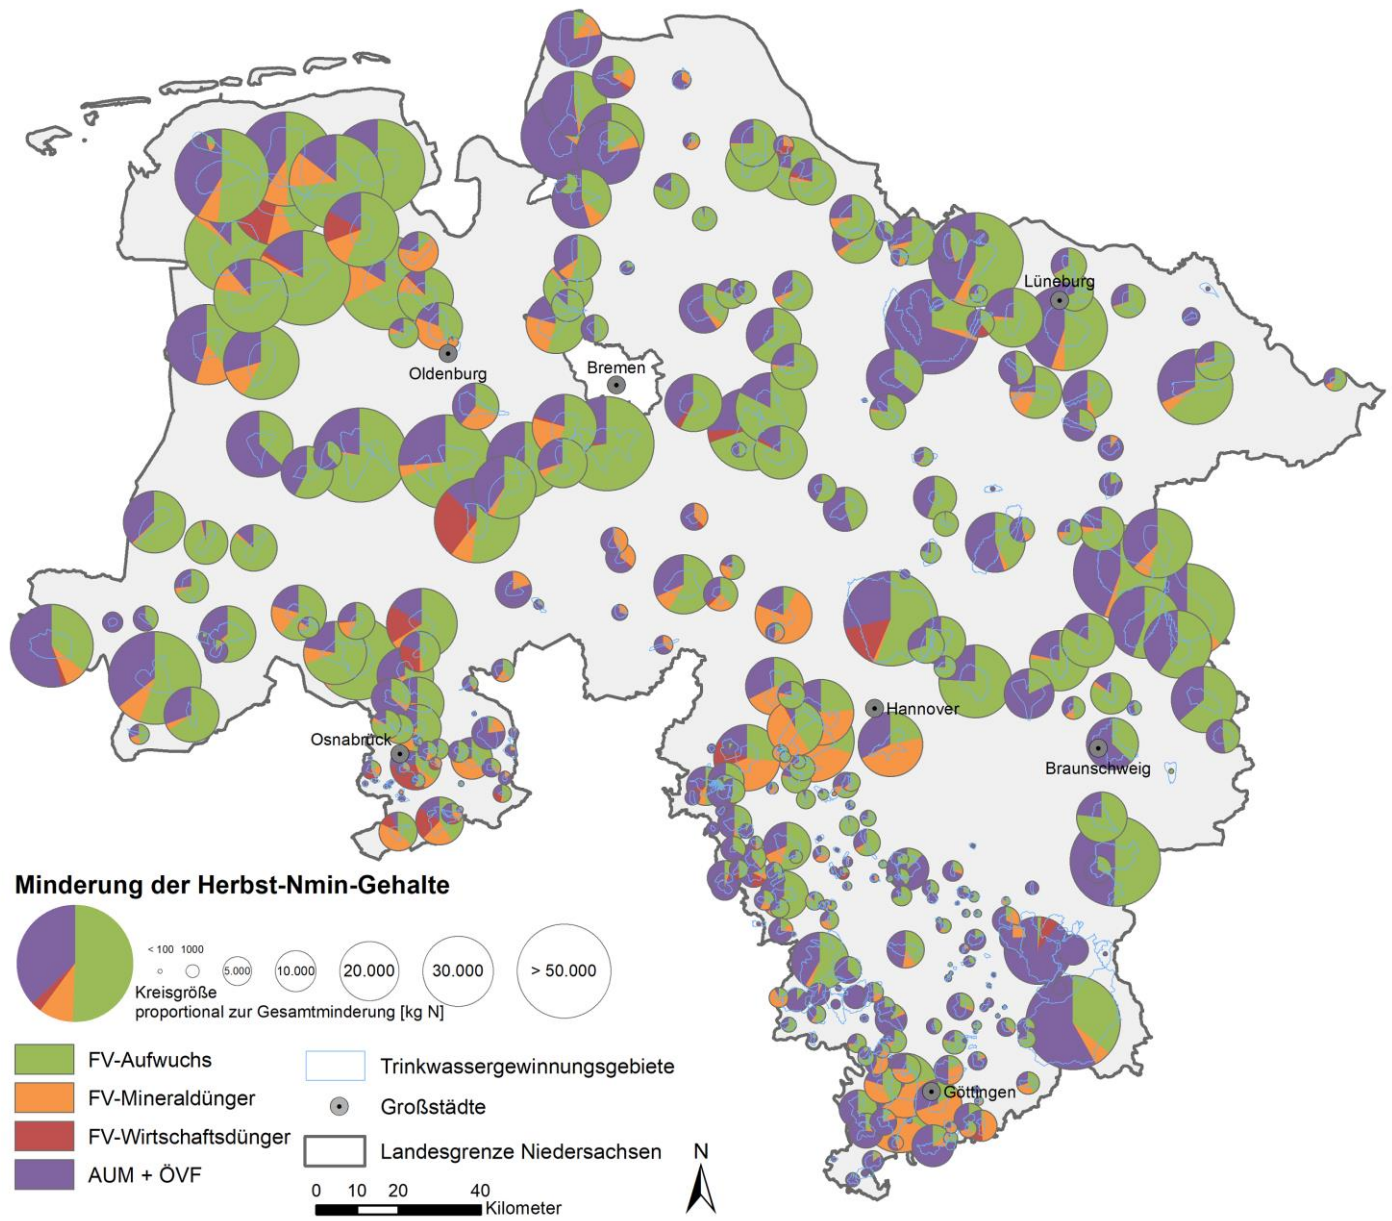 Lüneburg
Bremen
Oldenburg
Hannover
Osnabrück
Braunschweig
Göttingen
Minderung der Herbst-Nmin-Gehalte
< 100 1000 5.000 10.000 20.000 30.000 > 50.000
Kreisgröße
proportional zur Gesamtminderung [kg N]
FV-Aufwuchs
FV-Mineraldünger
FV-Wirtschaftsdünger
AUM + ÖVF
Trinkwassergewinnungsgebiete
Großstädte
Landesgrenze Niedersachsen
0 10 20 40
Kilometer
N